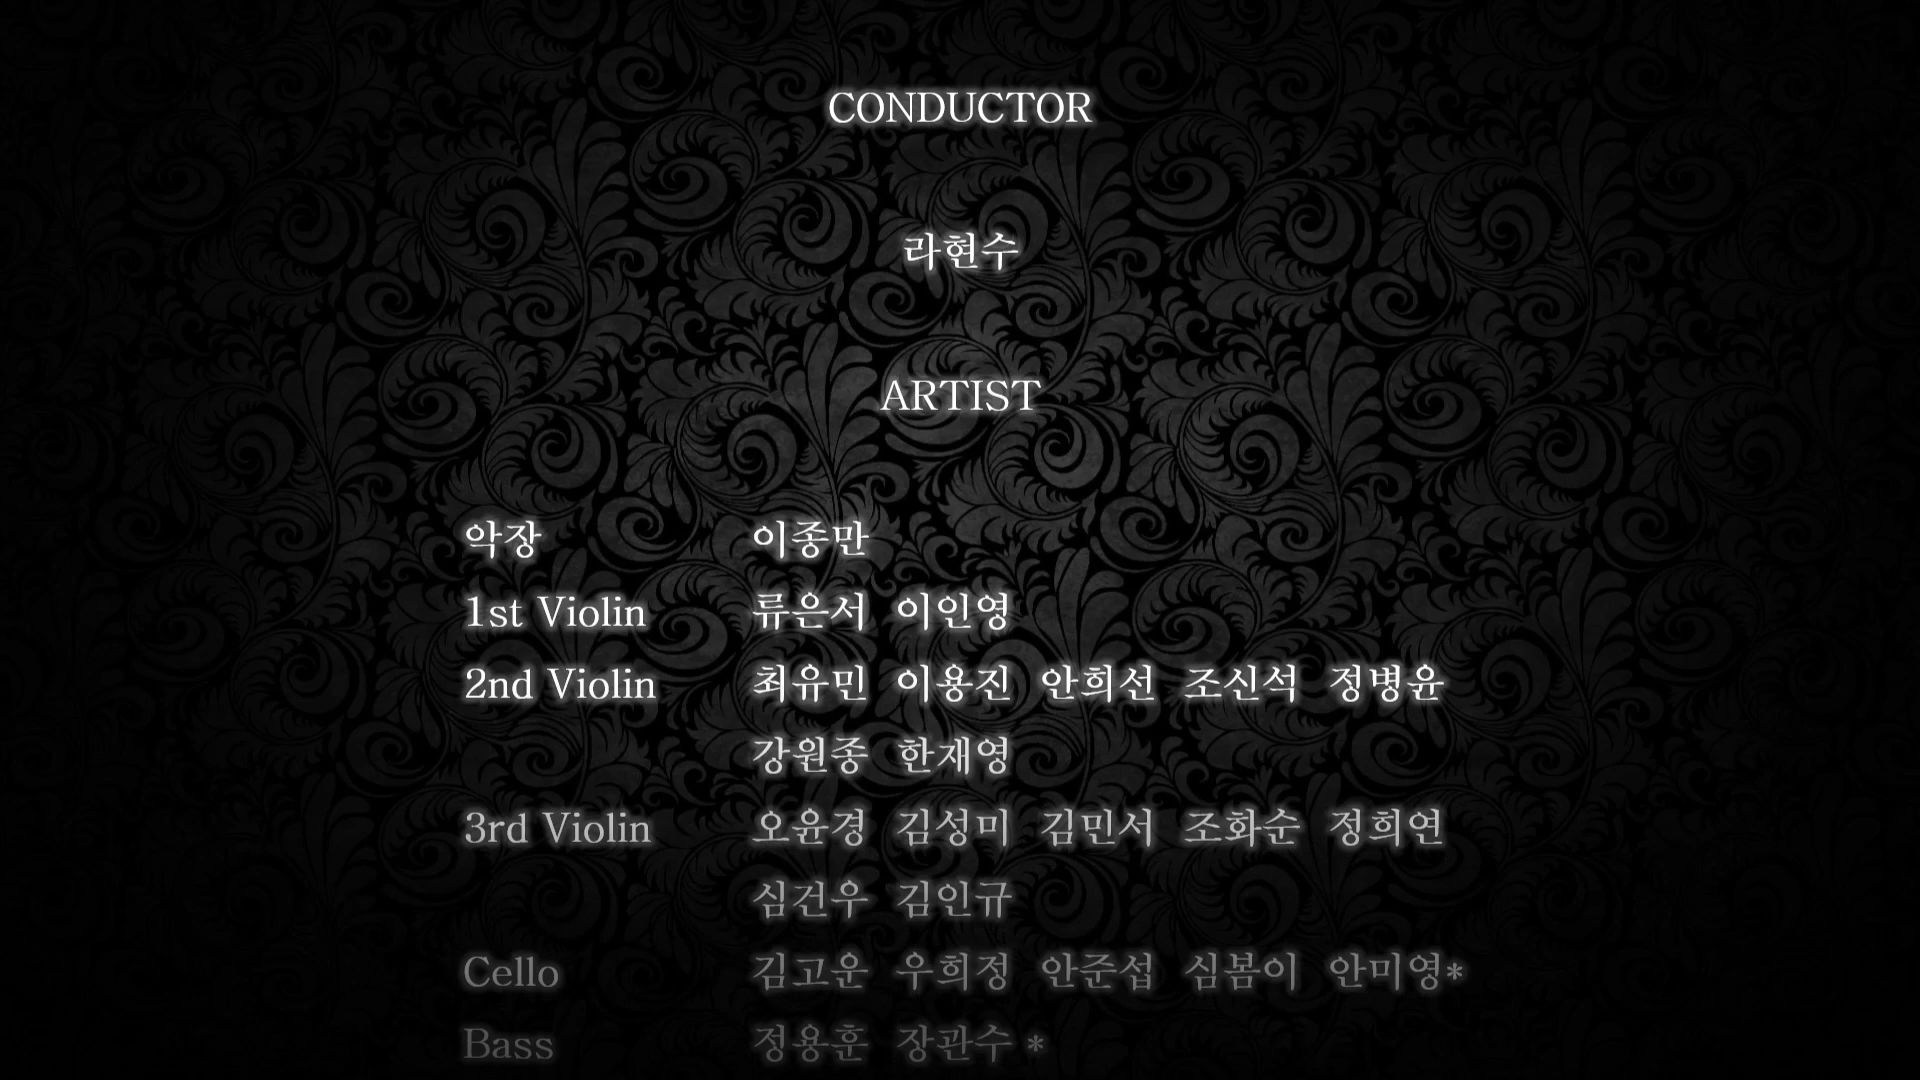 CONDUCTOR
라현수
ARTIST
악장 이종만
1st Violin 류은서 이인영
2nd Violin 최유민 이용진 안희선 조신석 정병윤
강원종 한재영
3rd Violin 오윤경 김성미 김민서 조화순 정희연
심건우 김인규
Cello 김고운 우희정 안준섭 심봄이 안미영*
Bass 정용훈 장관수 *